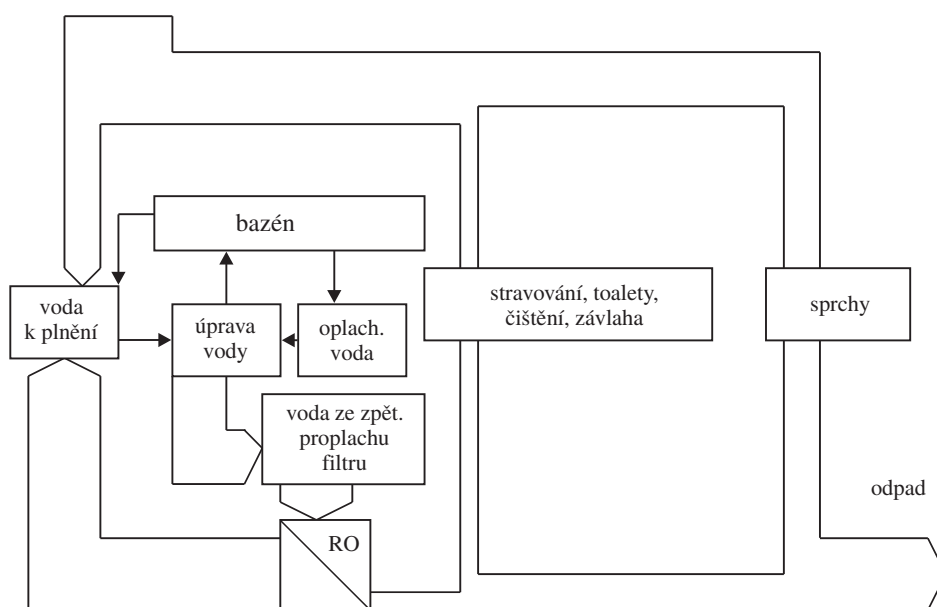 bazén
voda
k plnění
úprava
vody
oplach.
voda
stravování, toalety,
čištění, závlaha
sprchy
voda ze zpět.
proplachu
filtru
odpad
RO